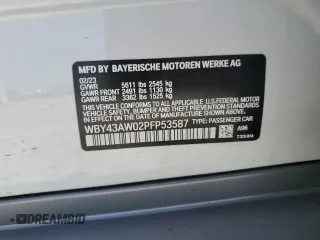 MFD BY BAYERISCHE MOTOREN WERKE AG
02/23
GVWR 5611 lbs 2545 kg
GAWR FRONT 2491 lbs 1130 kg
GAWR REAR 3362 lbs 1525 kg
THIS VEHICLE CONFORMS TO ALL APPLICABLE FEDERAL MOTOR VEHICLE
SAFETY, BUMPER AND THEFT PREVENTION STANDARDS
IN EFFECT ON THE DATE OF MANUFACTURE SHOWN ABOVE.
WBY43AW02PFP53587 TYPE: PASSENGER CAR
A96
AUTOBIDMASTER